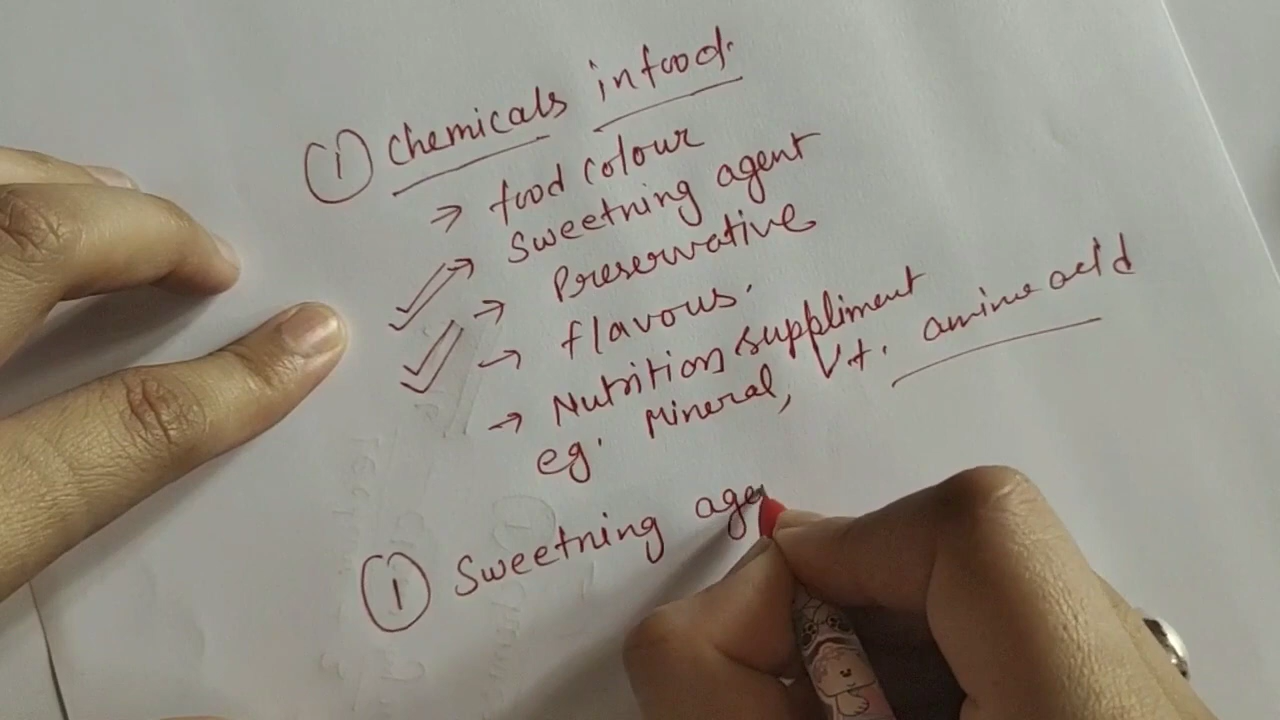 ① Chemicals in food.
→ food colour
→ Sweetning agent
→ Preservative
→ flavous.
→ Nutrition suppliment
eg. Mineral, Vt. amino acid
① Sweetning age